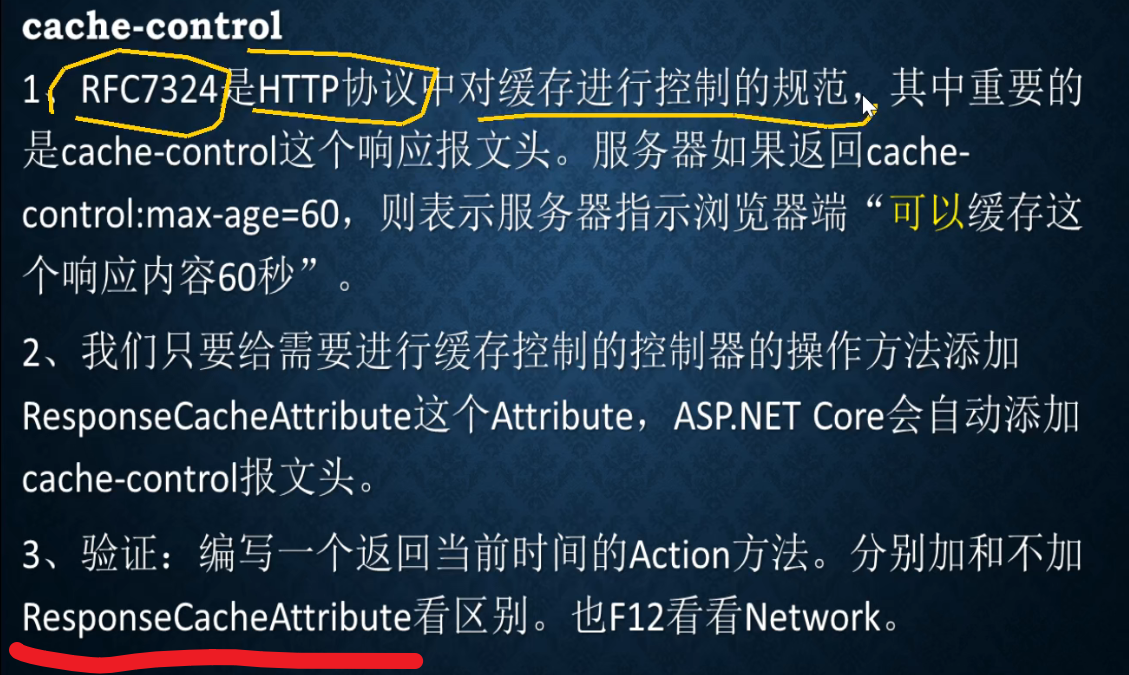 cache-control
1、RFC7324是HTTP协议中对缓存进行控制的规范，其中重要的
是cache-control这个响应报文头。服务器如果返回cache-
control:max-age=60，则表示服务器指示浏览器端“可以缓存这
个响应内容60秒”。
2、我们只要给需要进行缓存控制的控制器的操作方法添加
ResponseCacheAttribute这个Attribute，ASP.NET Core会自动添加
cache-control报文头。
3、验证：编写一个返回当前时间的Action方法。分别加和不加
ResponseCacheAttribute看区别。也F12看看Network。